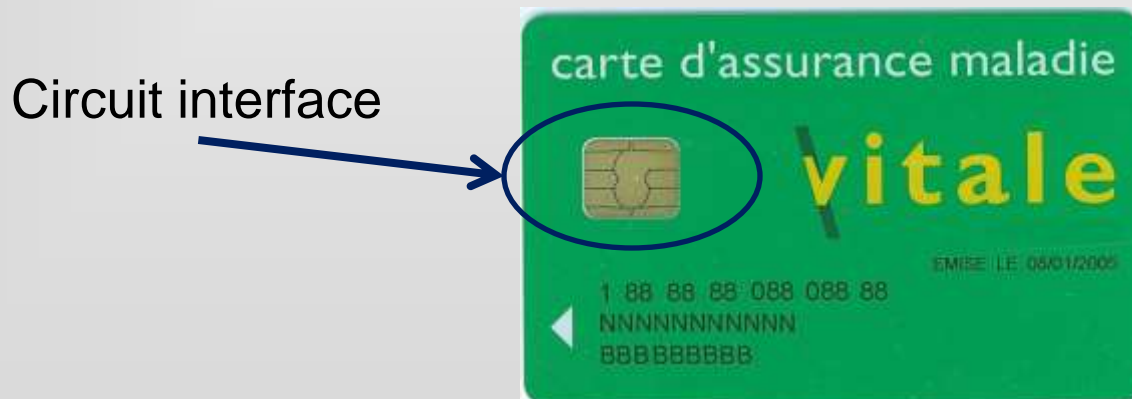 Circuit interface
carte d'assurance maladie
vitale
EMISE LE 08/01/2005
1 88 88 88 088 088 88
NNNNNNNNNNN
BBBBBBBBB